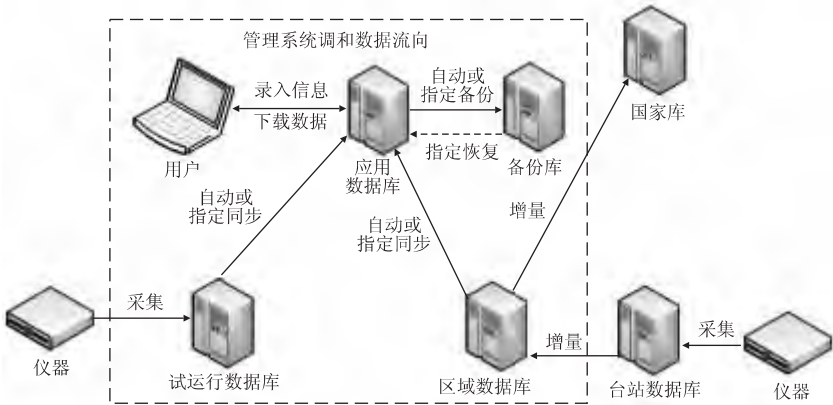 管理系统调和数据流向
录入信息
下载数据
自动或
指定备份
指定恢复
用户
应用
数据库
备份库
国家库
自动或
指定同步
自动或
指定同步
增量
采集
仪器
试运行数据库
区域数据库
增量
台站数据库
采集
仪器